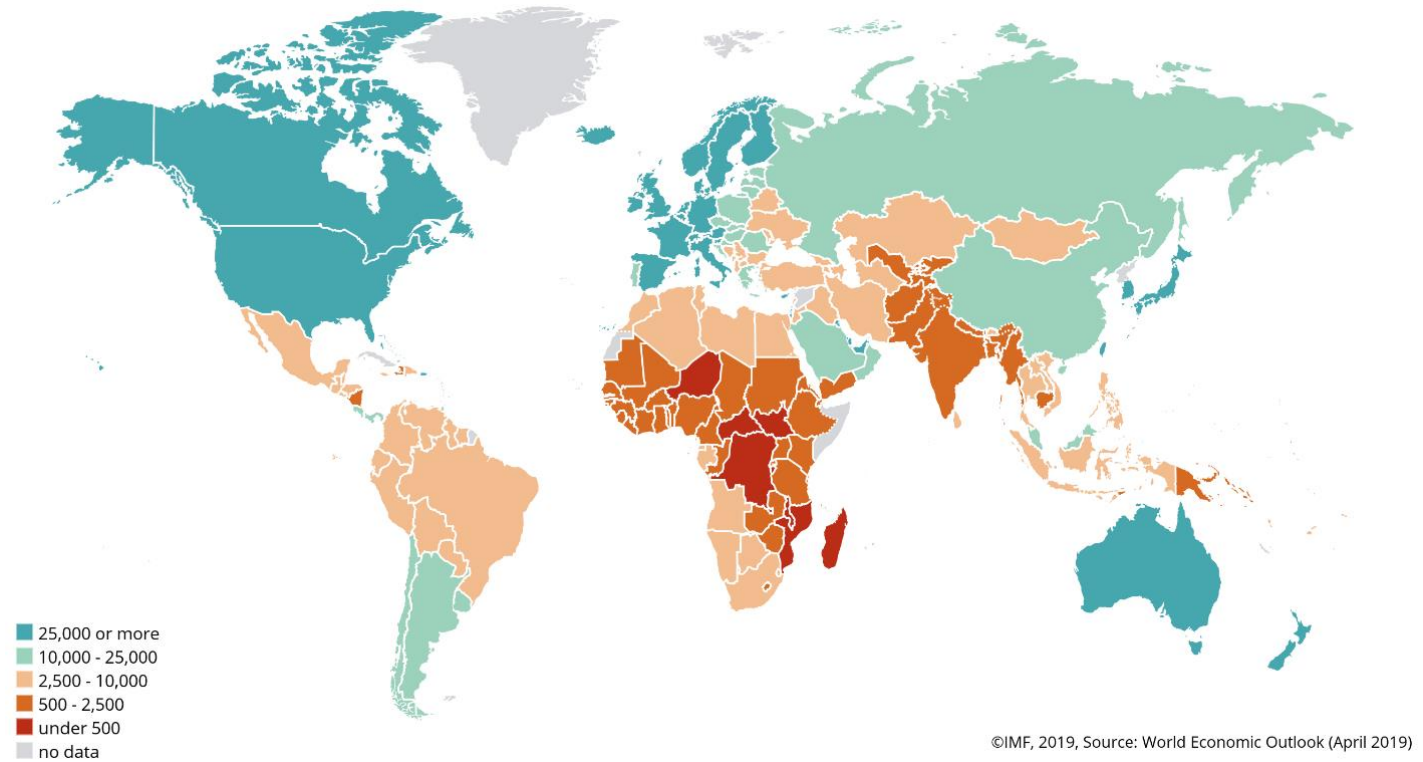 25,000 or more
10,000 - 25,000
2,500 - 10,000
500 - 2,500
under 500
no data
©IMF, 2019, Source: World Economic Outlook (April 2019)